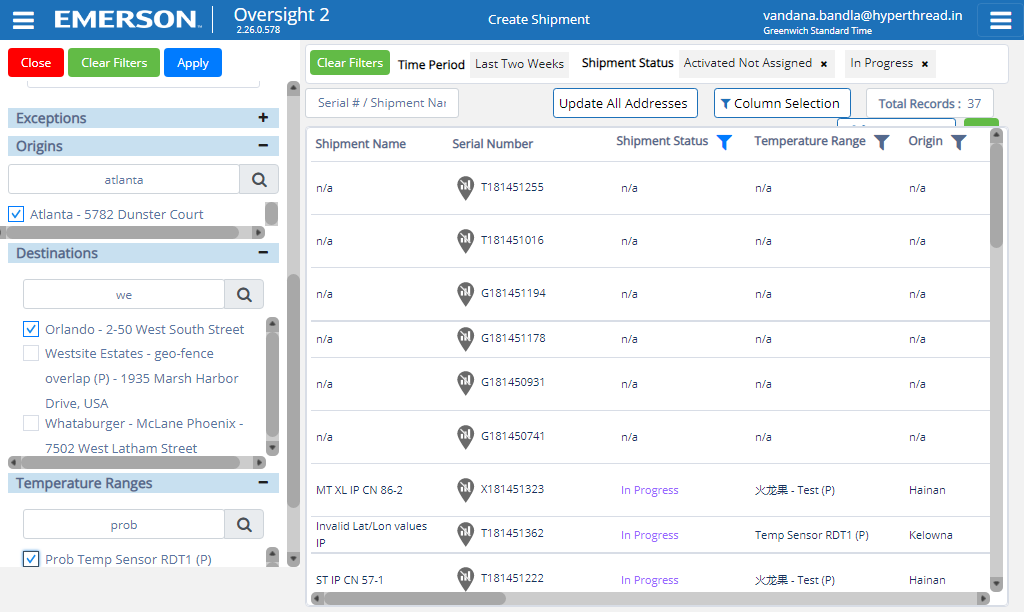 EMERSON
Oversight 2
2.26.0.578
Create Shipment
vandana.bandla@hyperthread.in
Greenwich Standard Time
Close
Clear Filters
Apply
Exceptions +
Origins −
atlanta
Atlanta - 5782 Dunster Court
Destinations −
we
Orlando - 2-50 West South Street
Westsite Estates - geo-fence
overlap (P) - 1935 Marsh Harbor
Drive, USA
Whataburger - McLane Phoenix -
7502 West Latham Street
Temperature Ranges −
prob
Prob Temp Sensor RDT1 (P)
Clear Filters Time Period Last Two Weeks Shipment Status Activated Not Assigned × In Progress ×
Serial # / Shipment Nar
Update All Addresses
Column Selection
Total Records : 37
Shipment Name Serial Number Shipment Status Temperature Range Origin
n/a T181451255 n/a n/a n/a
n/a T181451016 n/a n/a n/a
n/a G181451194 n/a n/a n/a
n/a G181451178 n/a n/a n/a
n/a G181450931 n/a n/a n/a
n/a G181450741 n/a n/a n/a
MT XL IP CN 86-2 X181451323 In Progress 火龙果 - Test (P) Hainan
Invalid Lat/Lon values
IP T181451362 In Progress Temp Sensor RDT1 (P) Kelowna
ST IP CN 57-1 T181451222 In Progress 火龙果 - Test (P) Hainan